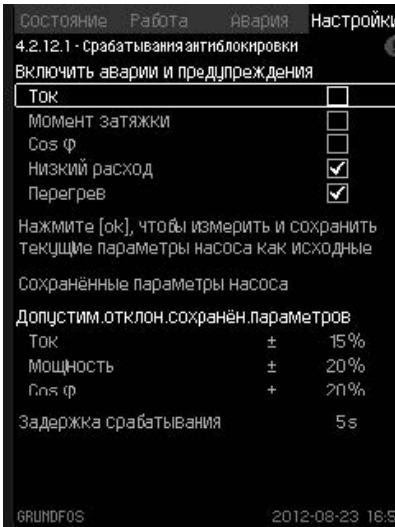 Состояние Работа Авария Настройки
4.2.12.1 - Срабатывания антиблокировки
Включить аварии и предупреждения
Ток
Момент затяжки
Cos φ
Низкий расход
Перегрев
Нажмите [ok], чтобы измерить и сохранить
текущие параметры насоса как исходные
Сохранённые параметры насоса
Допустим.отклон.сохранён.параметров
Ток ± 15%
Мощность ± 20%
Cos φ ± 20%
Задержка срабатывания 5s
GRUNDFOS 2012-08-23 16:5